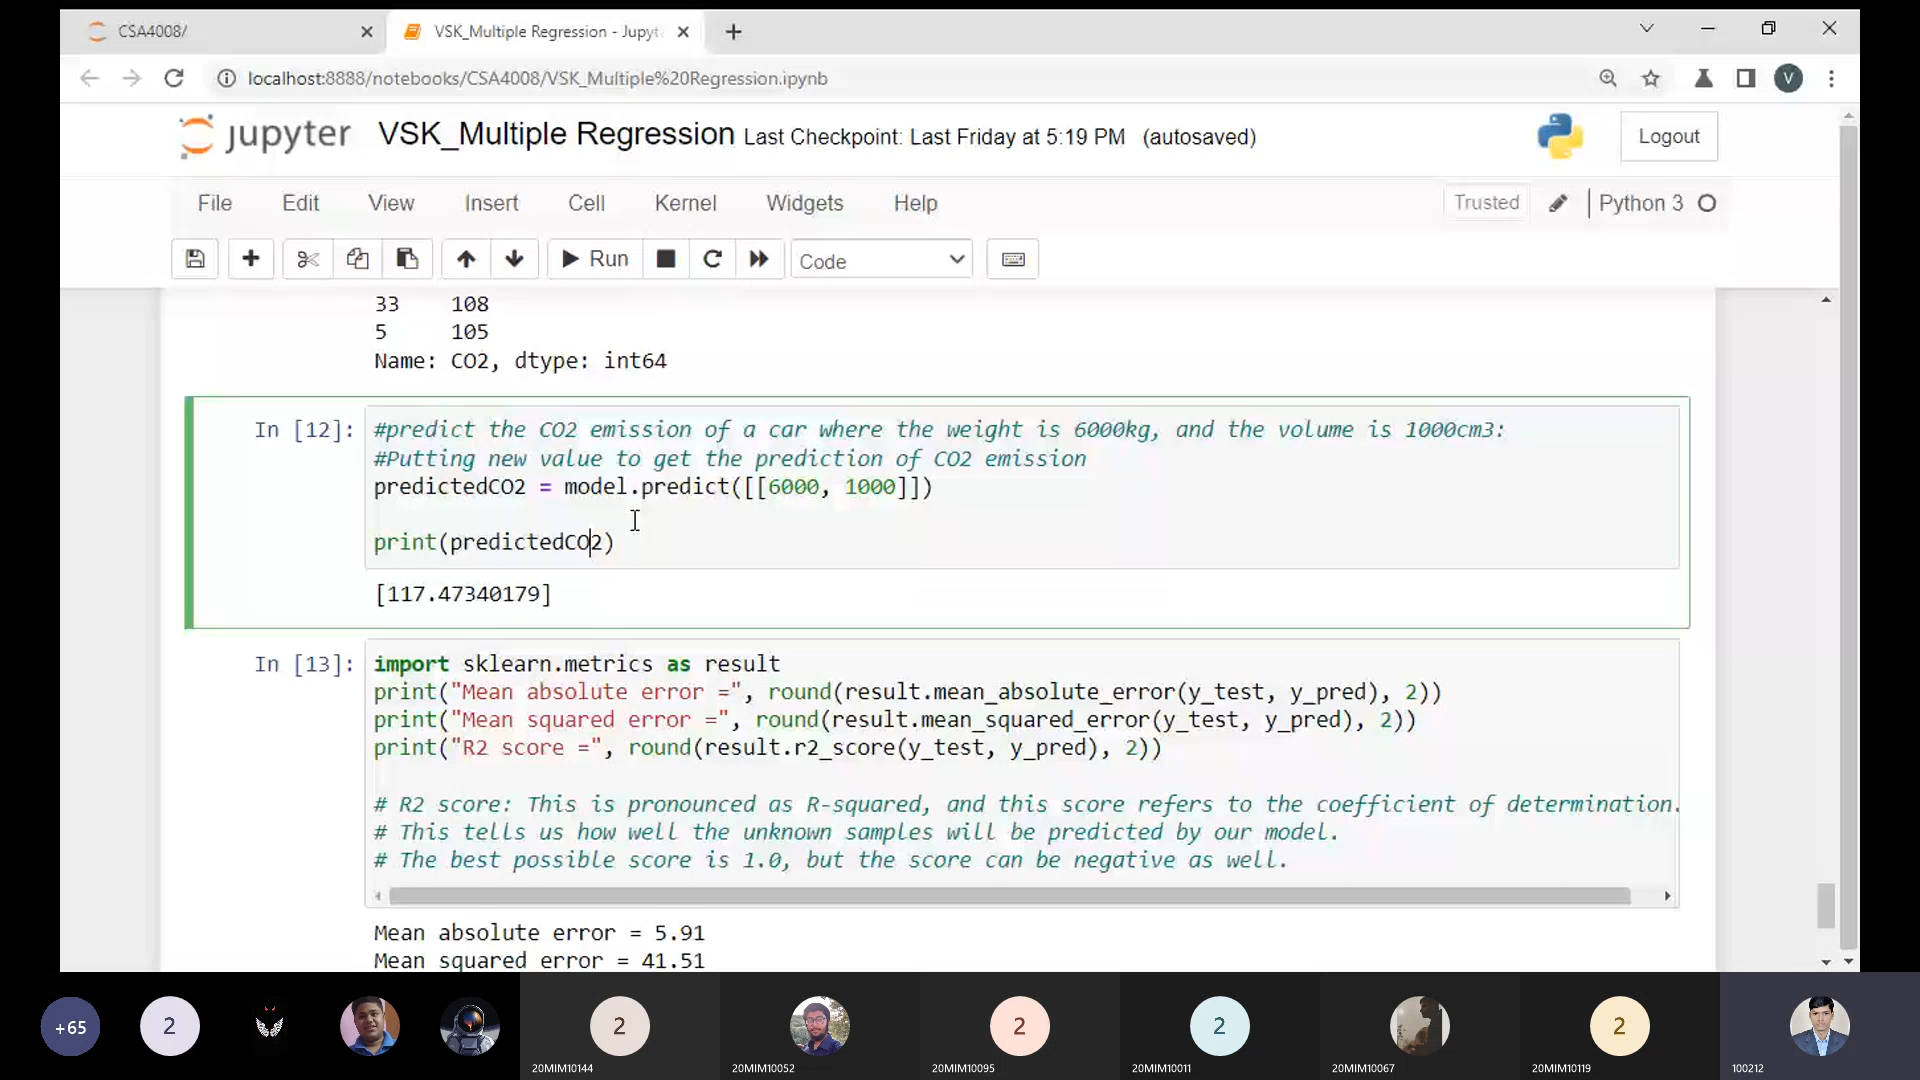 CSA4008/
VSK_Multiple Regression - Jupyt
localhost:8888/notebooks/CSA4008/VSK_Multiple%20Regression.ipynb
V
jupyter VSK_Multiple Regression Last Checkpoint: Last Friday at 5:19 PM (autosaved)
Logout
File Edit View Insert Cell Kernel Widgets Help
Trusted
Python 3
Run
Code
33 108
5 105
Name: CO2, dtype: int64
In [12]: #predict the CO2 emission of a car where the weight is 6000kg, and the volume is 1000cm3:
#Putting new value to get the prediction of CO2 emission
predictedCO2 = model.predict([[6000, 1000]])
print(predictedCO2)
[117.47340179]
In [13]: import sklearn.metrics as result
print("Mean absolute error =", round(result.mean_absolute_error(y_test, y_pred), 2))
print("Mean squared error =", round(result.mean_squared_error(y_test, y_pred), 2))
print("R2 score =", round(result.r2_score(y_test, y_pred), 2))
# R2 score: This is pronounced as R-squared, and this score refers to the coefficient of determination.
# This tells us how well the unknown samples will be predicted by our model.
# The best possible score is 1.0, but the score can be negative as well.
Mean absolute error = 5.91
Mean squared error = 41.51
+65 2 2 2 2 2
20MIM10144 20MIM10052 20MIM10095 20MIM10011 20MIM10067 20MIM10119 100212